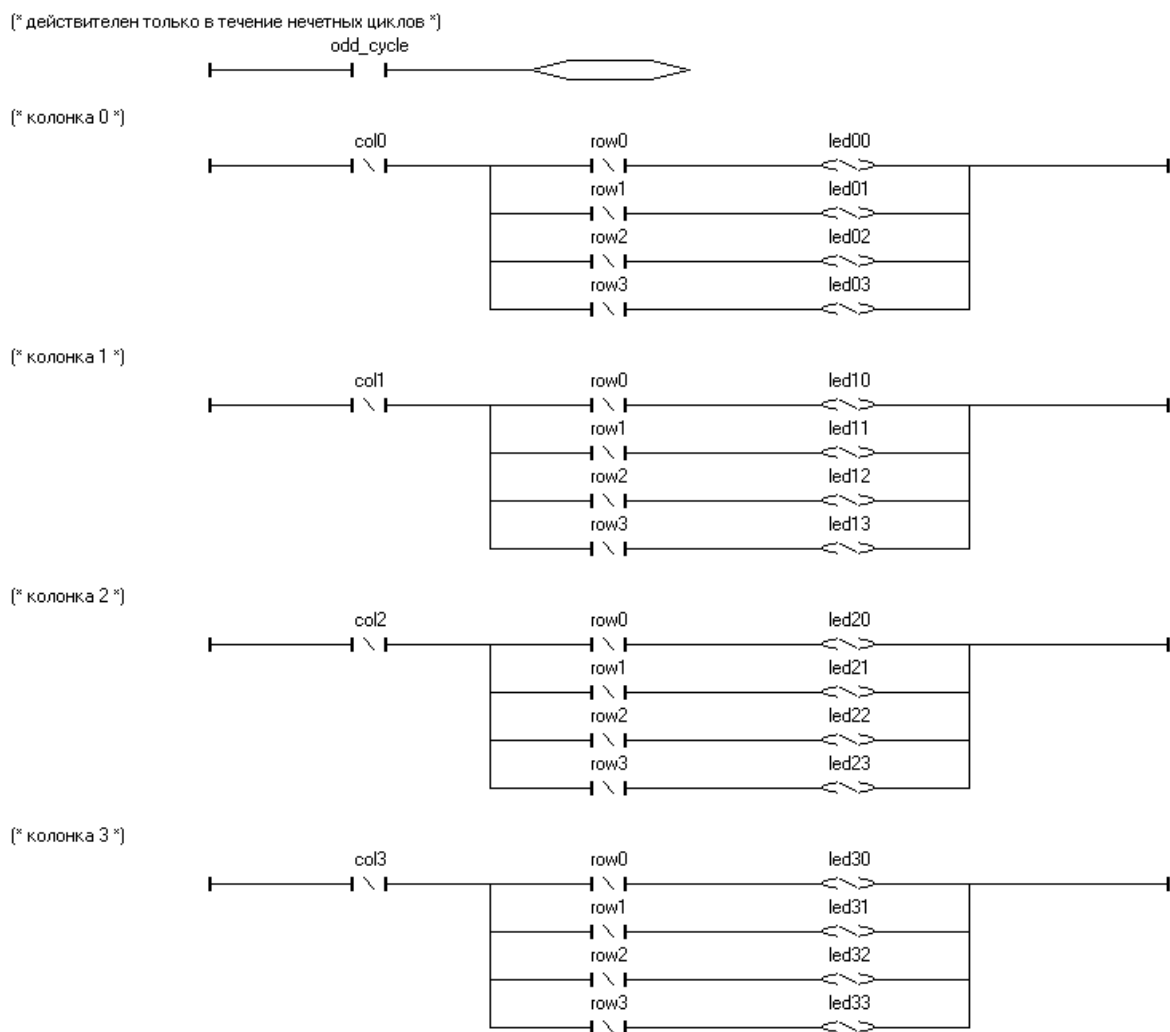 (* действителен только в течение нечетных циклов *)
odd_cycle
(* колонка 0 *)
col0 row0 led00
row1 led01
row2 led02
row3 led03
(* колонка 1 *)
col1 row0 led10
row1 led11
row2 led12
row3 led13
(* колонка 2 *)
col2 row0 led20
row1 led21
row2 led22
row3 led23
(* колонка 3 *)
col3 row0 led30
row1 led31
row2 led32
row3 led33